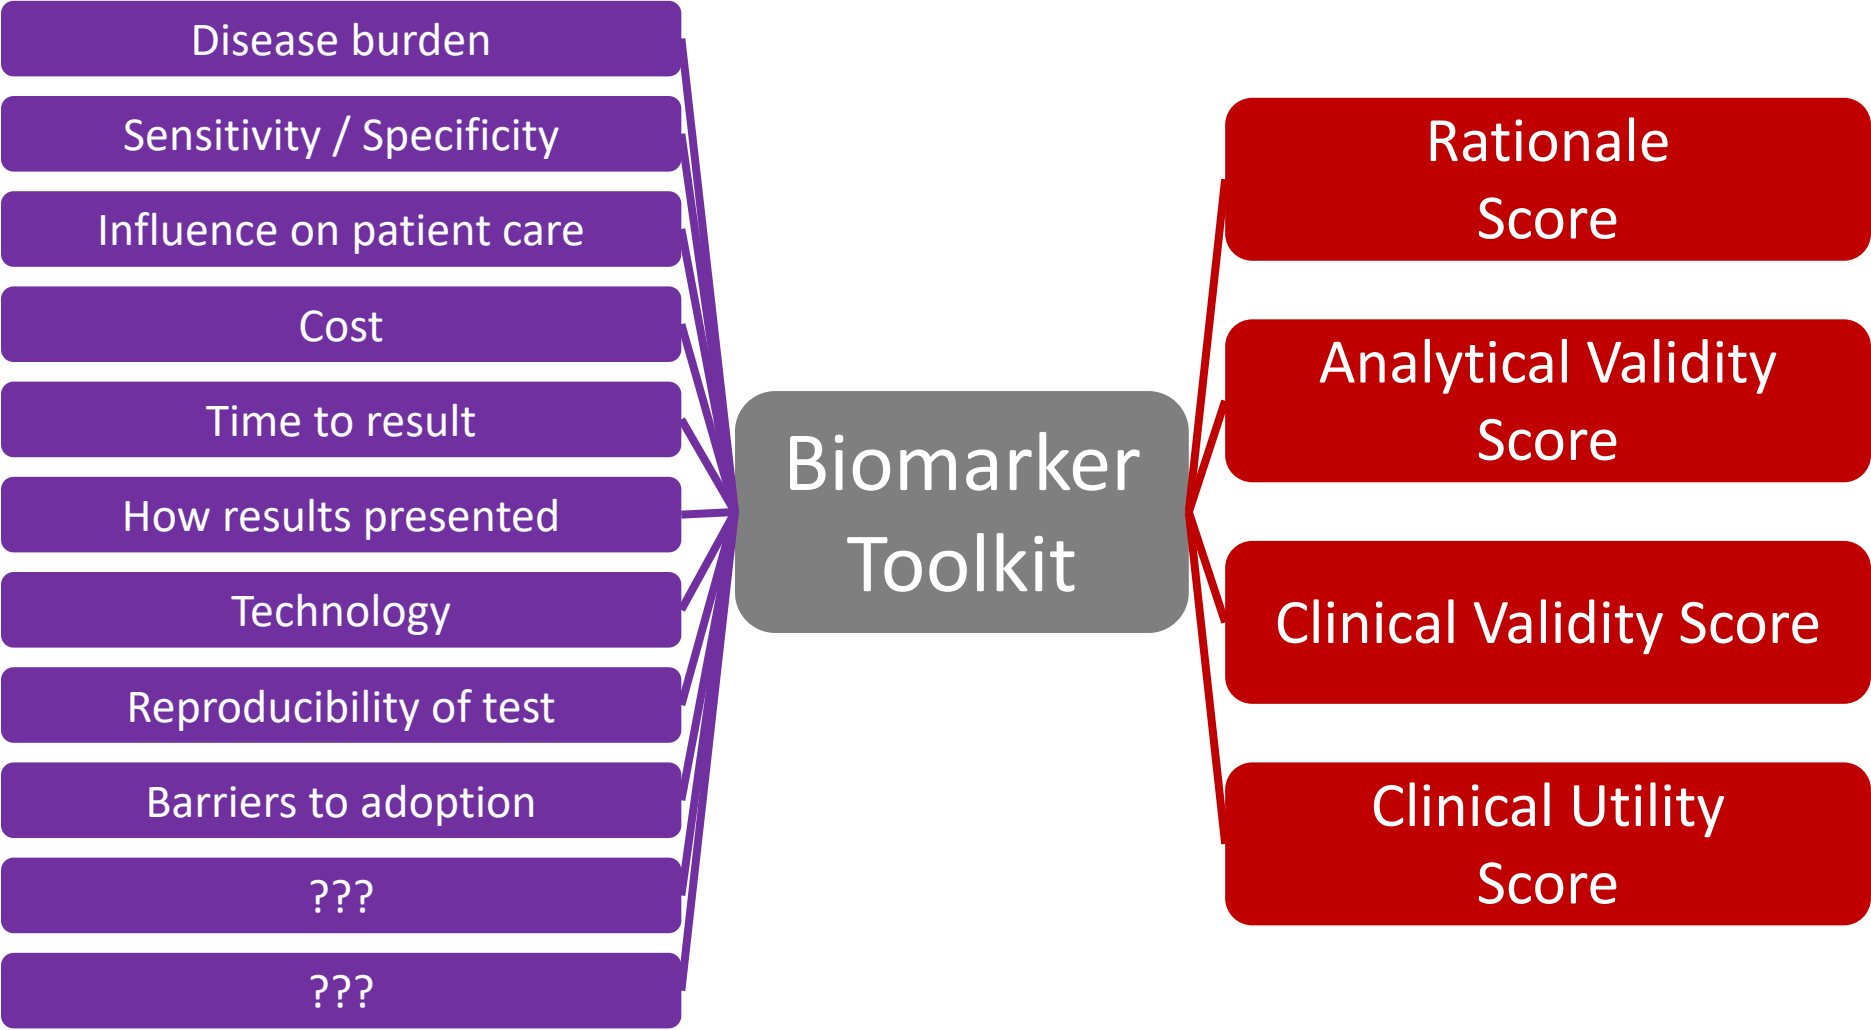 Disease burden
Sensitivity / Specificity
Influence on patient care
Cost
Time to result
How results presented
Technology
Reproducibility of test
Barriers to adoption
???
???
Biomarker
Toolkit
Rationale
Score
Analytical Validity
Score
Clinical Validity Score
Clinical Utility
Score